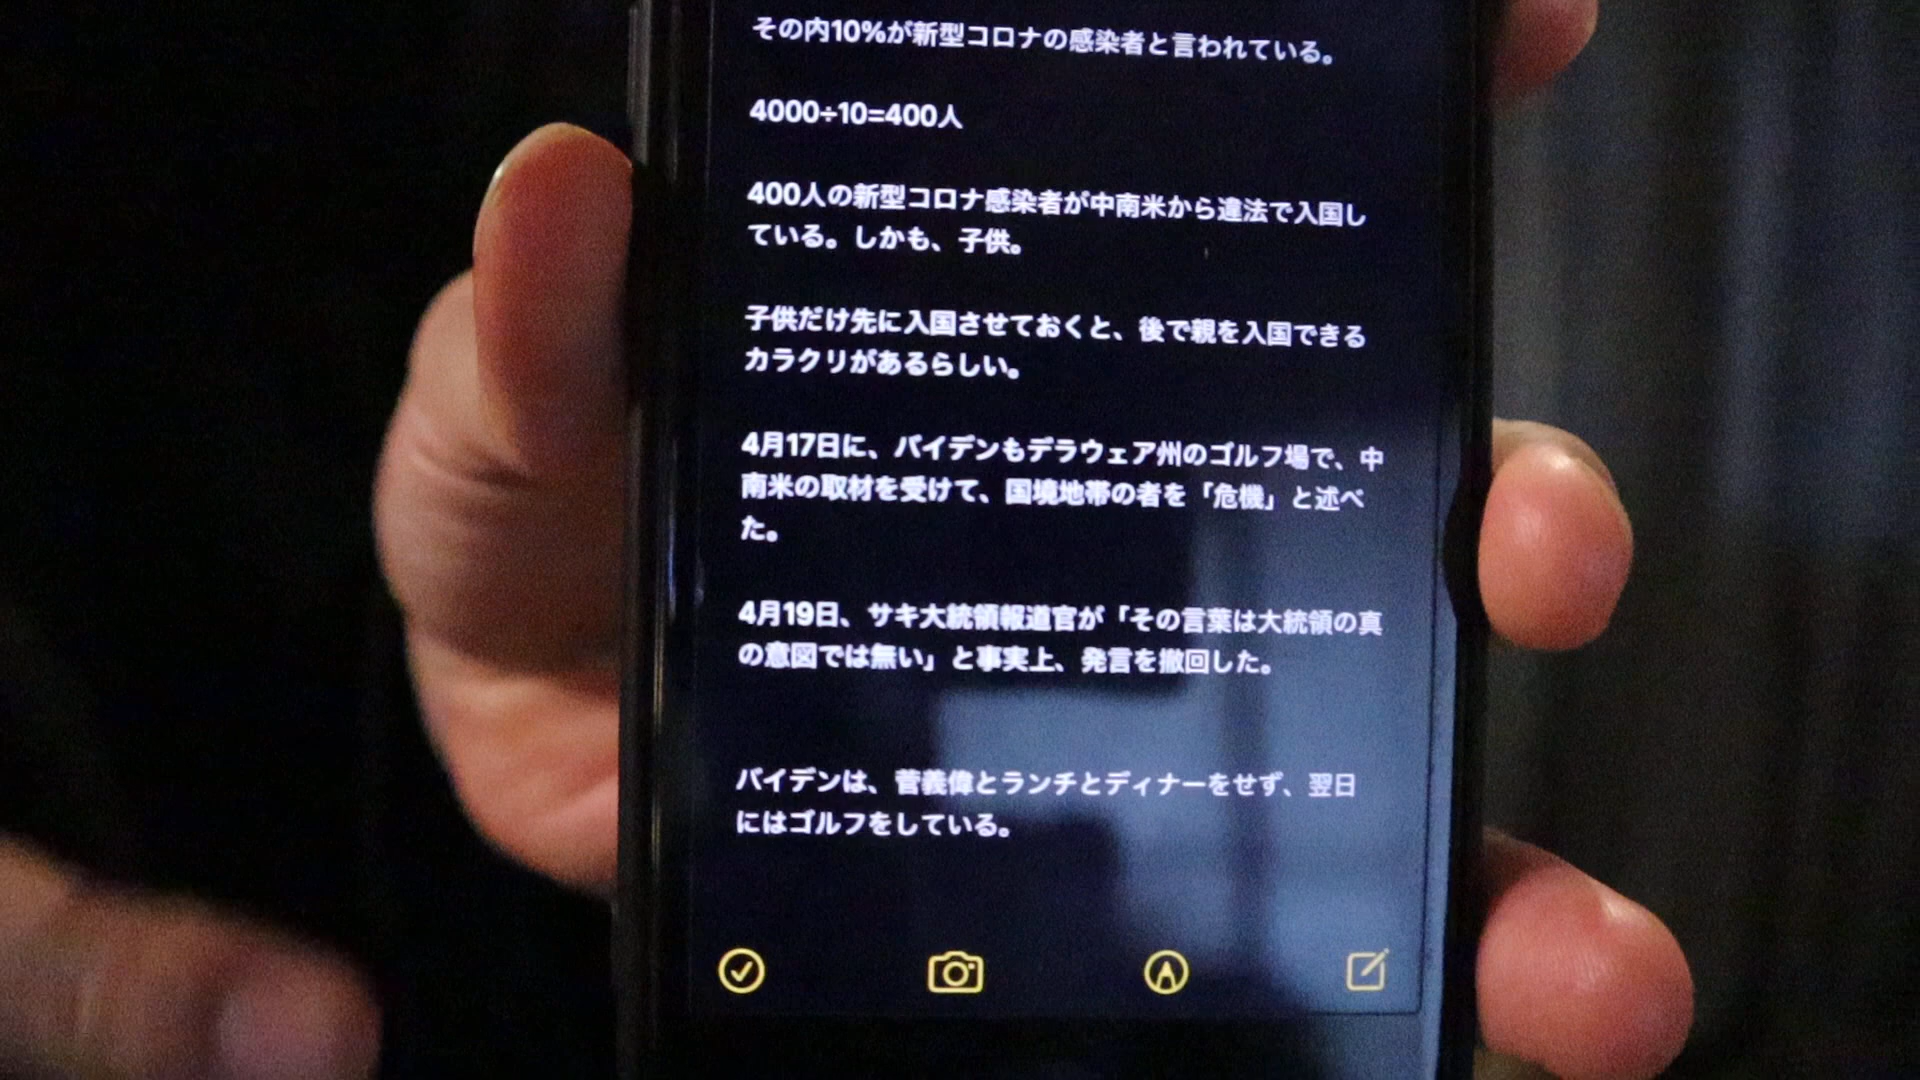 その内10%が新型コロナの感染者と言われている。
4000÷10=400人
400人の新型コロナ感染者が中南米から違法で入国し
ている。しかも、子供。
子供だけ先に入国させておくと、後で親を入国できる
カラクリがあるらしい。
4月17日に、バイデンもデラウェア州のゴルフ場で、中
南米の取材を受けて、国境地帯の者を「危機」と述べ
た。
4月19日、サキ大統領報道官が「その言葉は大統領の真
の意図では無い」と事実上、発言を撤回した。
バイデンは、菅義偉とランチとディナーをせず、翌日
にはゴルフをしている。